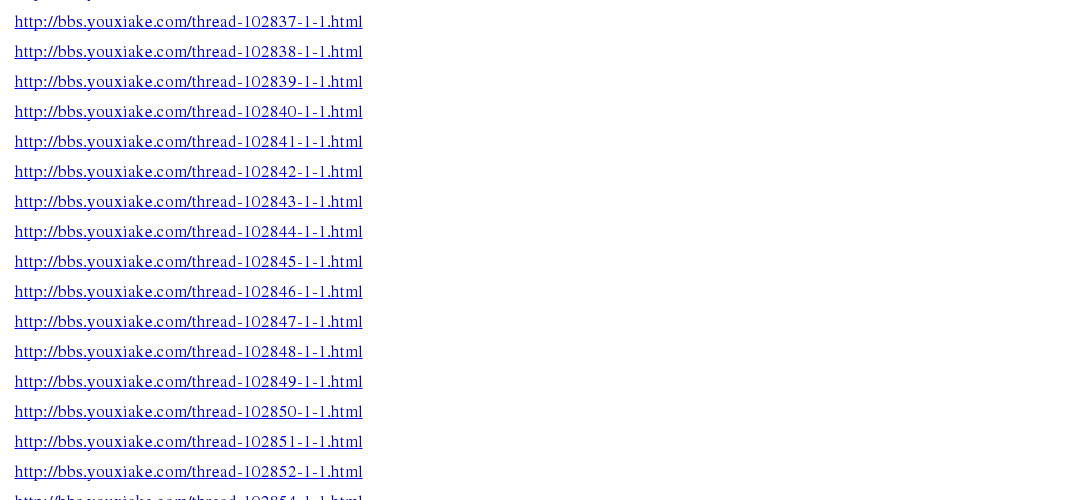 http://bbs.youxiake.com/thread-102837-1-1.html
http://bbs.youxiake.com/thread-102838-1-1.html
http://bbs.youxiake.com/thread-102839-1-1.html
http://bbs.youxiake.com/thread-102840-1-1.html
http://bbs.youxiake.com/thread-102841-1-1.html
http://bbs.youxiake.com/thread-102842-1-1.html
http://bbs.youxiake.com/thread-102843-1-1.html
http://bbs.youxiake.com/thread-102844-1-1.html
http://bbs.youxiake.com/thread-102845-1-1.html
http://bbs.youxiake.com/thread-102846-1-1.html
http://bbs.youxiake.com/thread-102847-1-1.html
http://bbs.youxiake.com/thread-102848-1-1.html
http://bbs.youxiake.com/thread-102849-1-1.html
http://bbs.youxiake.com/thread-102850-1-1.html
http://bbs.youxiake.com/thread-102851-1-1.html
http://bbs.youxiake.com/thread-102852-1-1.html